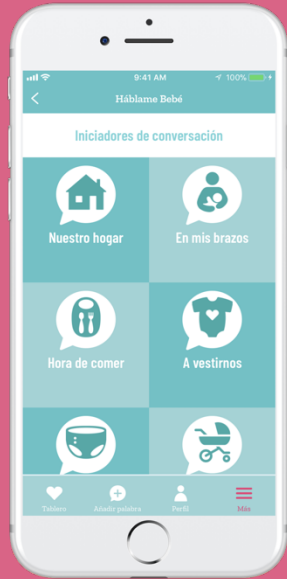 9:41 AM
100%
Háblame Bebé
Iniciadores de conversación
Nuestro hogar
En mis brazos
Hora de comer
A vestirnos
Tablero
Añadir palabra
Perfil
Más